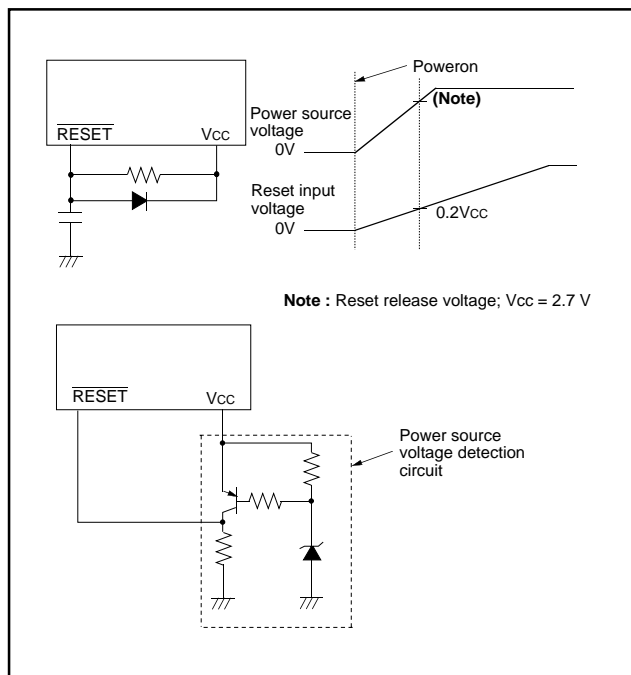 RESET
VCC
Poweron
(Note)
Power source
voltage
0V
Reset input
voltage
0V
0.2VCC
Note : Reset release voltage; Vcc = 2.7 V
RESET
VCC
Power source
voltage detection
circuit